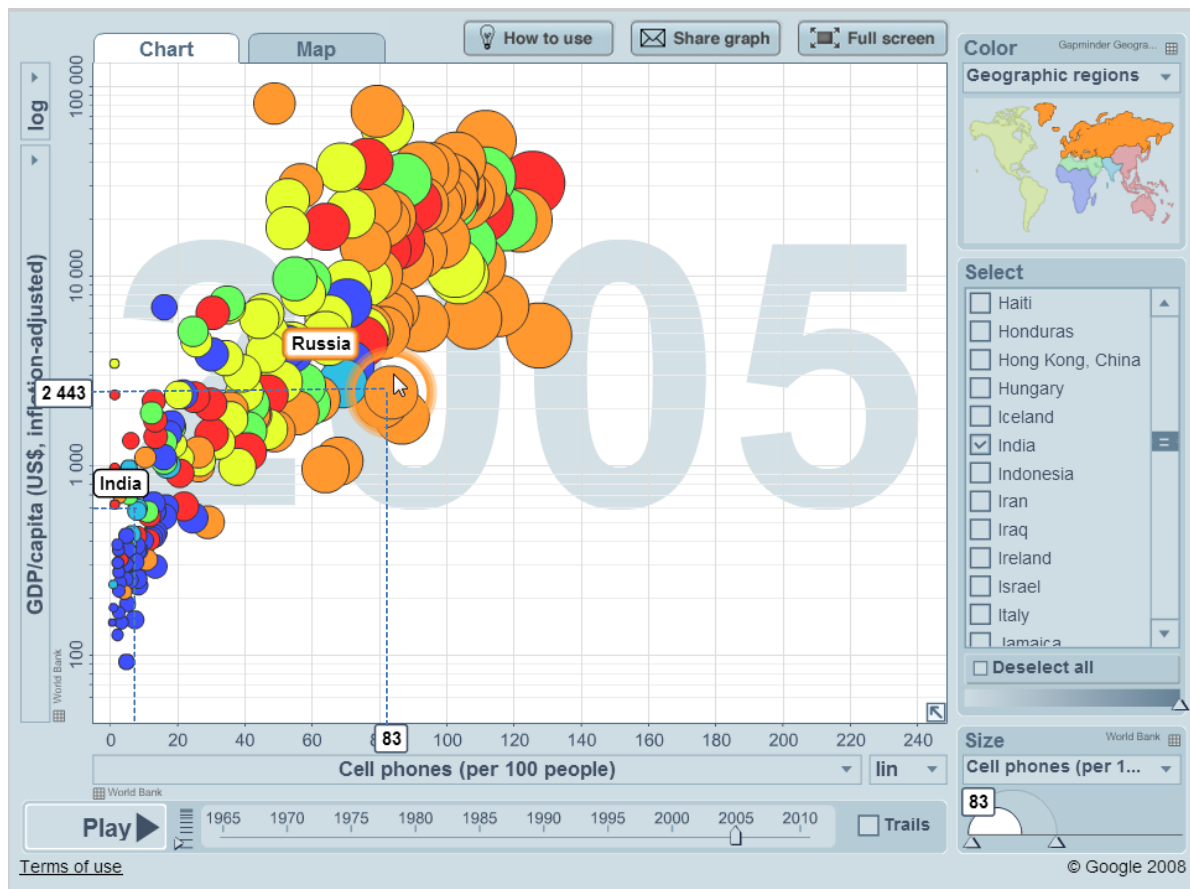 Chart
Map
How to use
Share graph
Full screen
Color
Gapminder Geogra...
Geographic regions
log
GDP/capita (US$, inflation-adjusted)
World Bank
100 000
10 000
1 000
100
2005
Russia
2 443
India
Select
Haiti
Honduras
Hong Kong, China
Hungary
Iceland
India
Indonesia
Iran
Iraq
Ireland
Israel
Italy
Jamaica
Deselect all
0 20 40 60 83 100 120 140 160 180 200 220 240
Cell phones (per 100 people)
lin
World Bank
Size
World Bank
Cell phones (per 1...
83
Play
1965 1970 1975 1980 1985 1990 1995 2000 2005 2010
Trails
Terms of use
© Google 2008